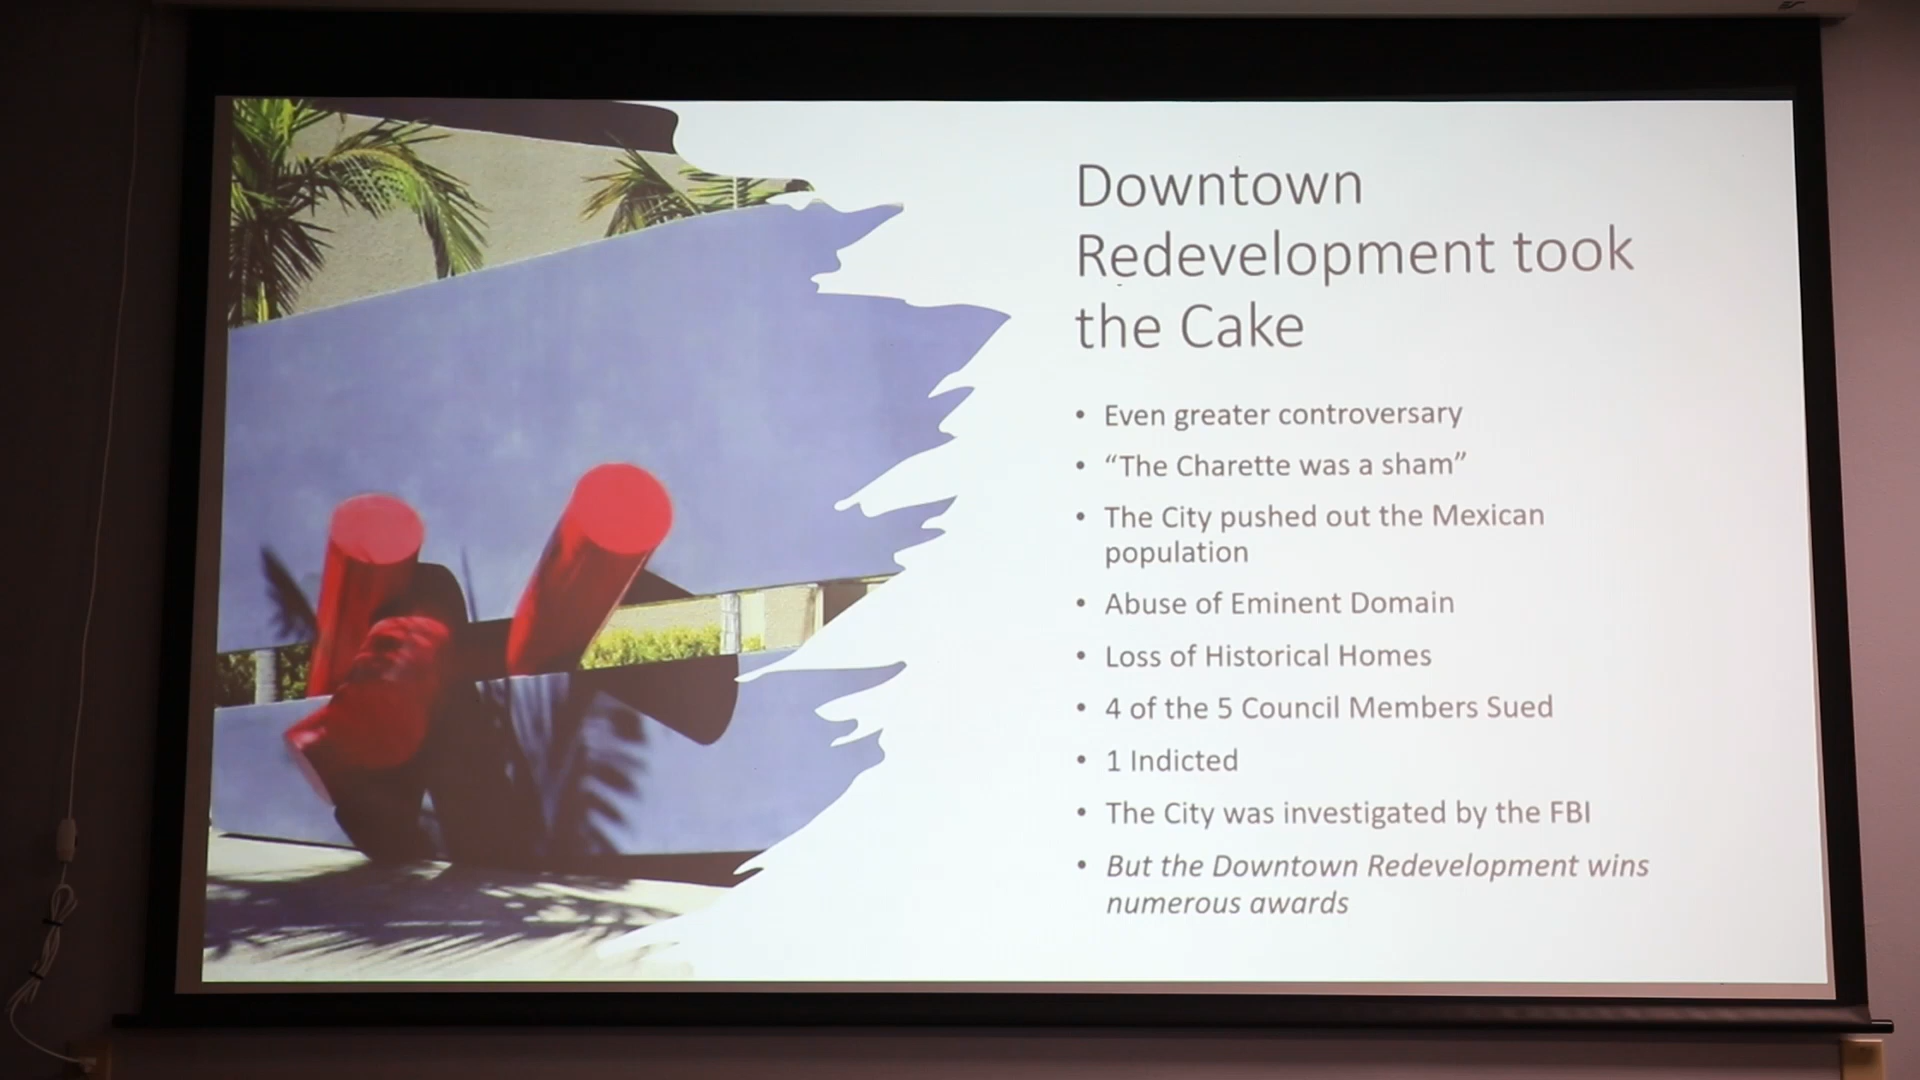 Downtown
Redevelopment took
the Cake
• Even greater controversary
• “The Charette was a sham”
• The City pushed out the Mexican
population
• Abuse of Eminent Domain
• Loss of Historical Homes
• 4 of the 5 Council Members Sued
• 1 Indicted
• The City was investigated by the FBI
• But the Downtown Redevelopment wins
numerous awards